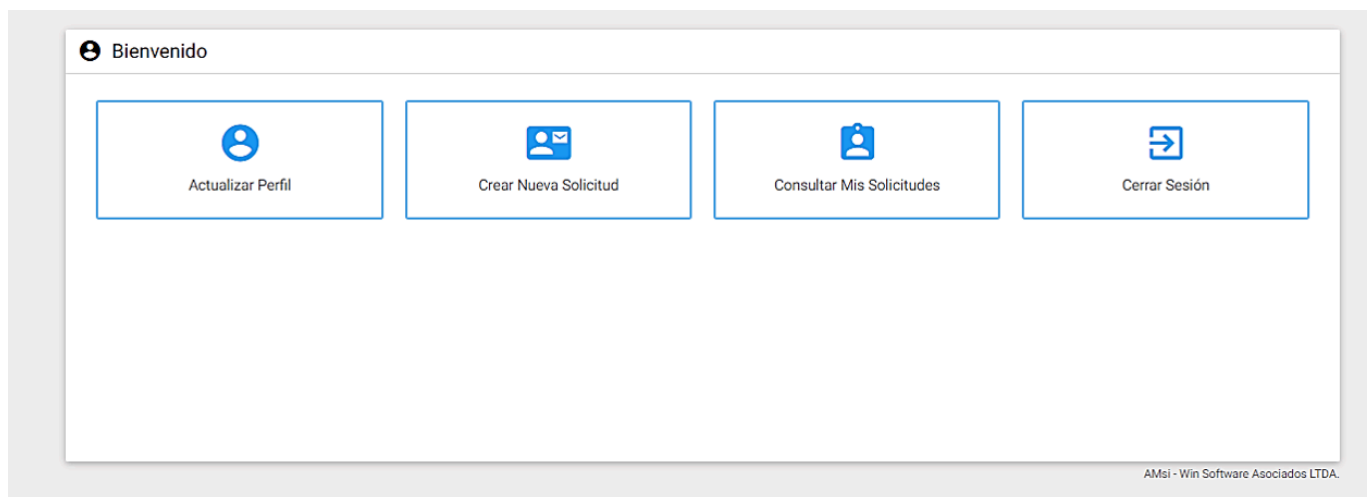 Bienvenido
Actualizar Perfil
Crear Nueva Solicitud
Consultar Mis Solicitudes
Cerrar Sesión
AMsi - Win Software Asociados LTDA.